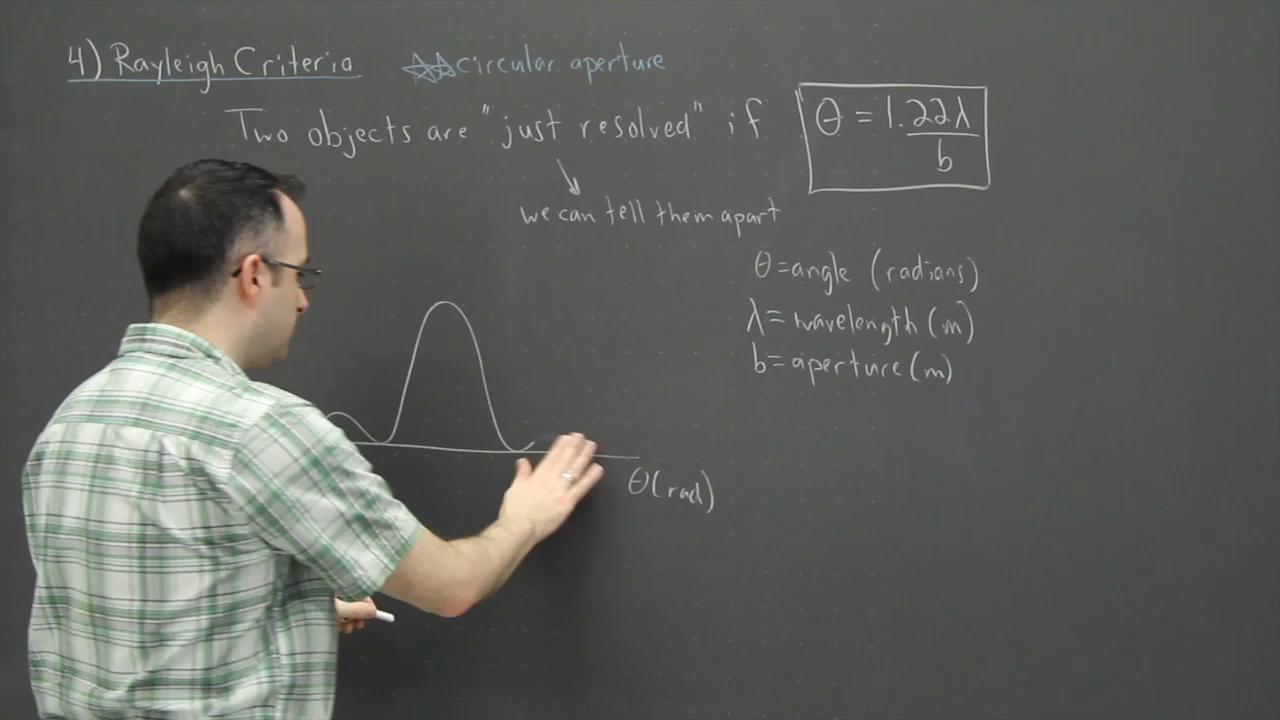 4) Rayleigh Criteria circular aperture
Two objects are "just resolved" if
θ = 1.22λ
b
we can tell them apart
θ=angle (radians)
λ=wavelength (m)
b=aperture (m)
θ(rad)